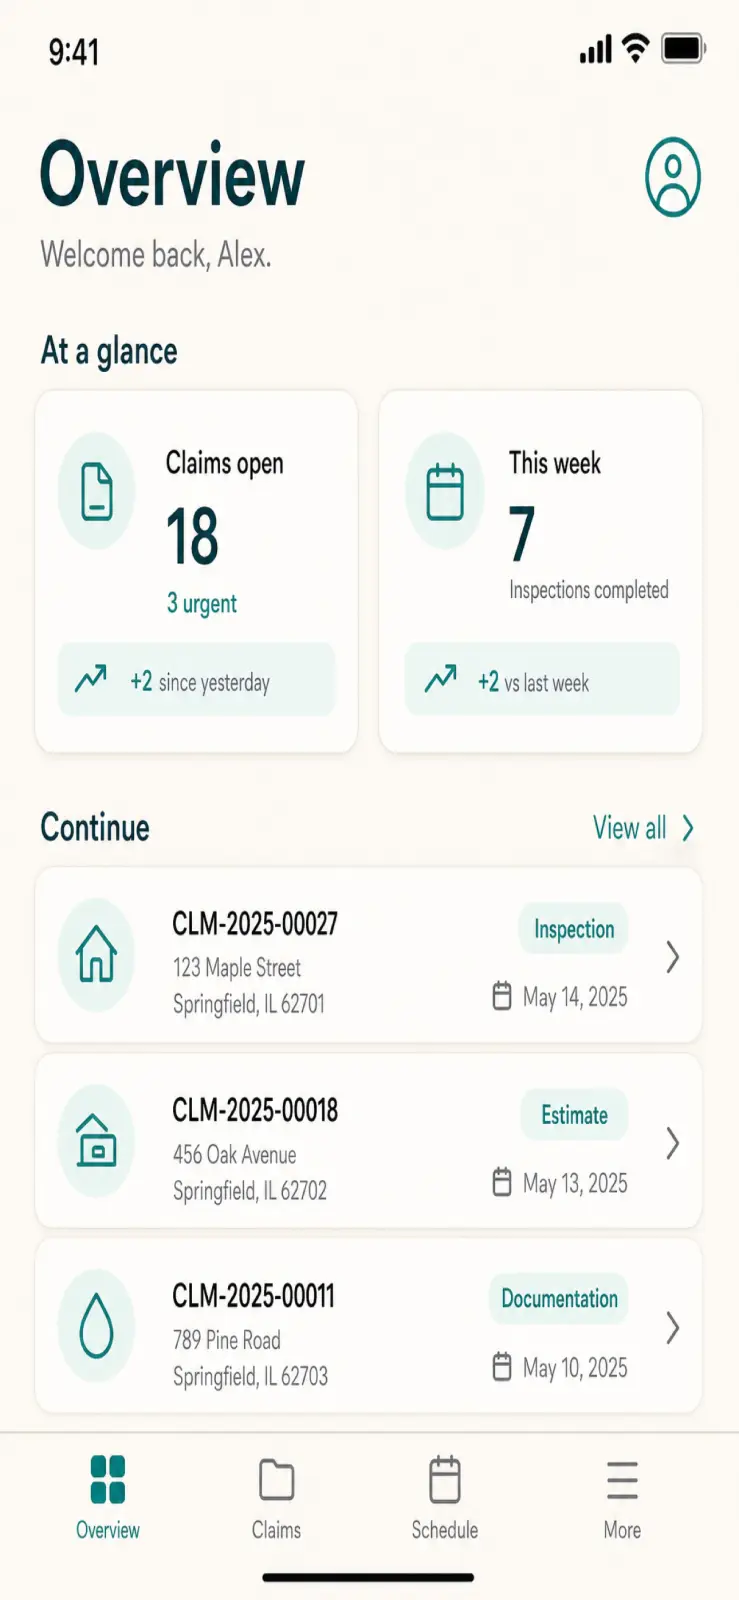 9:41
Overview
Welcome back, Alex.
At a glance
Claims open
18
3 urgent
+2 since yesterday
This week
7
Inspections completed
+2 vs last week
Continue
View all
CLM-2025-00027
123 Maple Street
Springfield, IL 62701
Inspection
May 14, 2025
CLM-2025-00018
456 Oak Avenue
Springfield, IL 62702
Estimate
May 13, 2025
CLM-2025-00011
789 Pine Road
Springfield, IL 62703
Documentation
May 10, 2025
Overview
Claims
Schedule
More